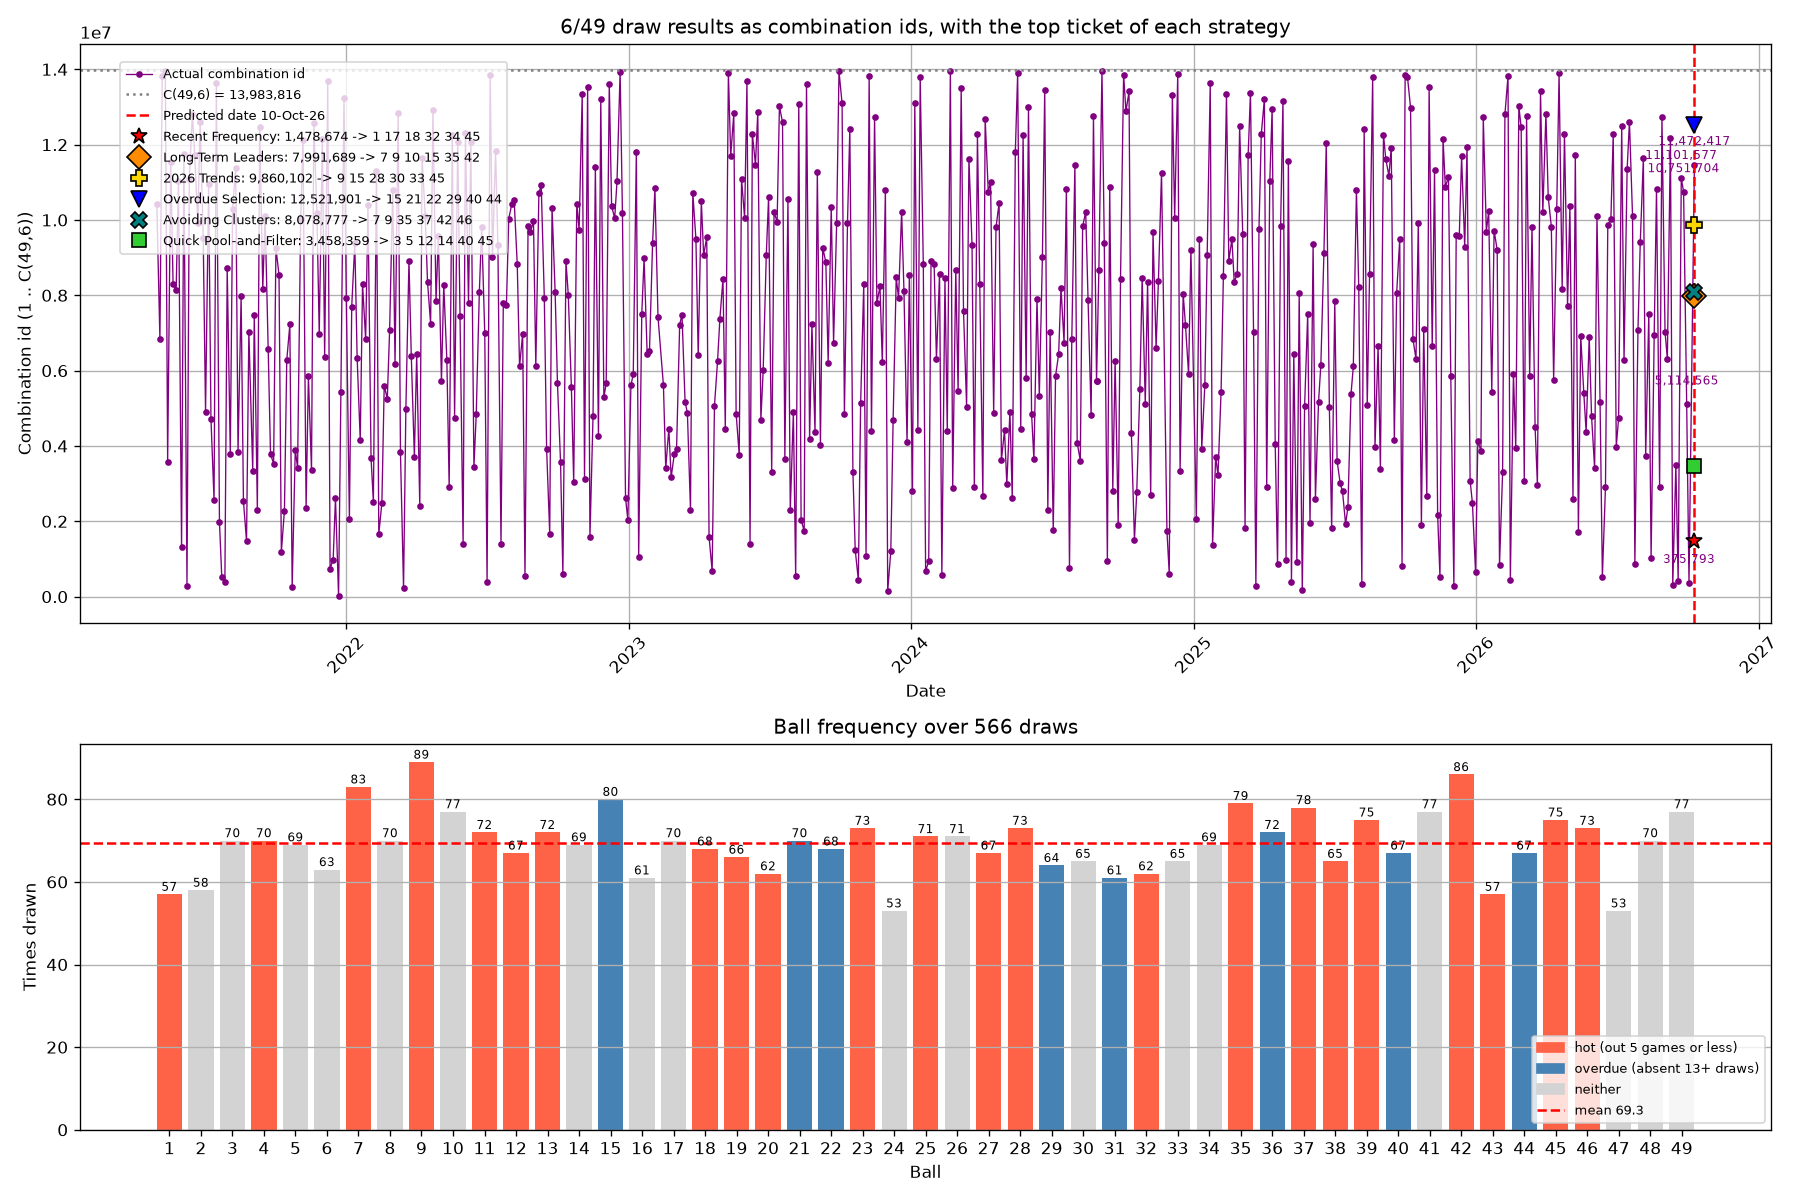 6/49 draw results as combination ids, with the top ticket of each strategy
1e7
Combination id (1 .. C(49,6))
1.4
1.2
1.0
0.8
0.6
0.4
0.2
0.0
Actual combination id
C(49,6) = 13,983,816
Predicted date 10-Oct-26
Recent Frequency: 1,478,674 -> 1 17 18 32 34 45
Long-Term Leaders: 7,991,689 -> 7 9 10 15 35 42
2026 Trends: 9,860,102 -> 9 15 28 30 33 45
Overdue Selection: 12,521,901 -> 15 21 22 29 40 44
Avoiding Clusters: 8,078,777 -> 7 9 35 37 42 46
Quick Pool-and-Filter: 3,458,359 -> 3 5 12 14 40 45
11,101,577
10,751,704
5,114,565
375,793
2022
2023
2024
2025
2026
2027
Date
Ball frequency over 566 draws
Times drawn
80
60
40
20
0
57 58 70 70 69 63 83 70 89 77 72 67 72 69 80 61 70 68 66 62 70 68 73 53 71 71 67 73 64 65 61 62 65 69 79 72 78 65 75 67 77 86 57 67 75 73 53 70 77
hot (out 5 games or less)
overdue (absent 13+ draws)
neither
mean 69.3
1 2 3 4 5 6 7 8 9 10 11 12 13 14 15 16 17 18 19 20 21 22 23 24 25 26 27 28 29 30 31 32 33 34 35 36 37 38 39 40 41 42 43 44 45 46 47 48 49
Ball